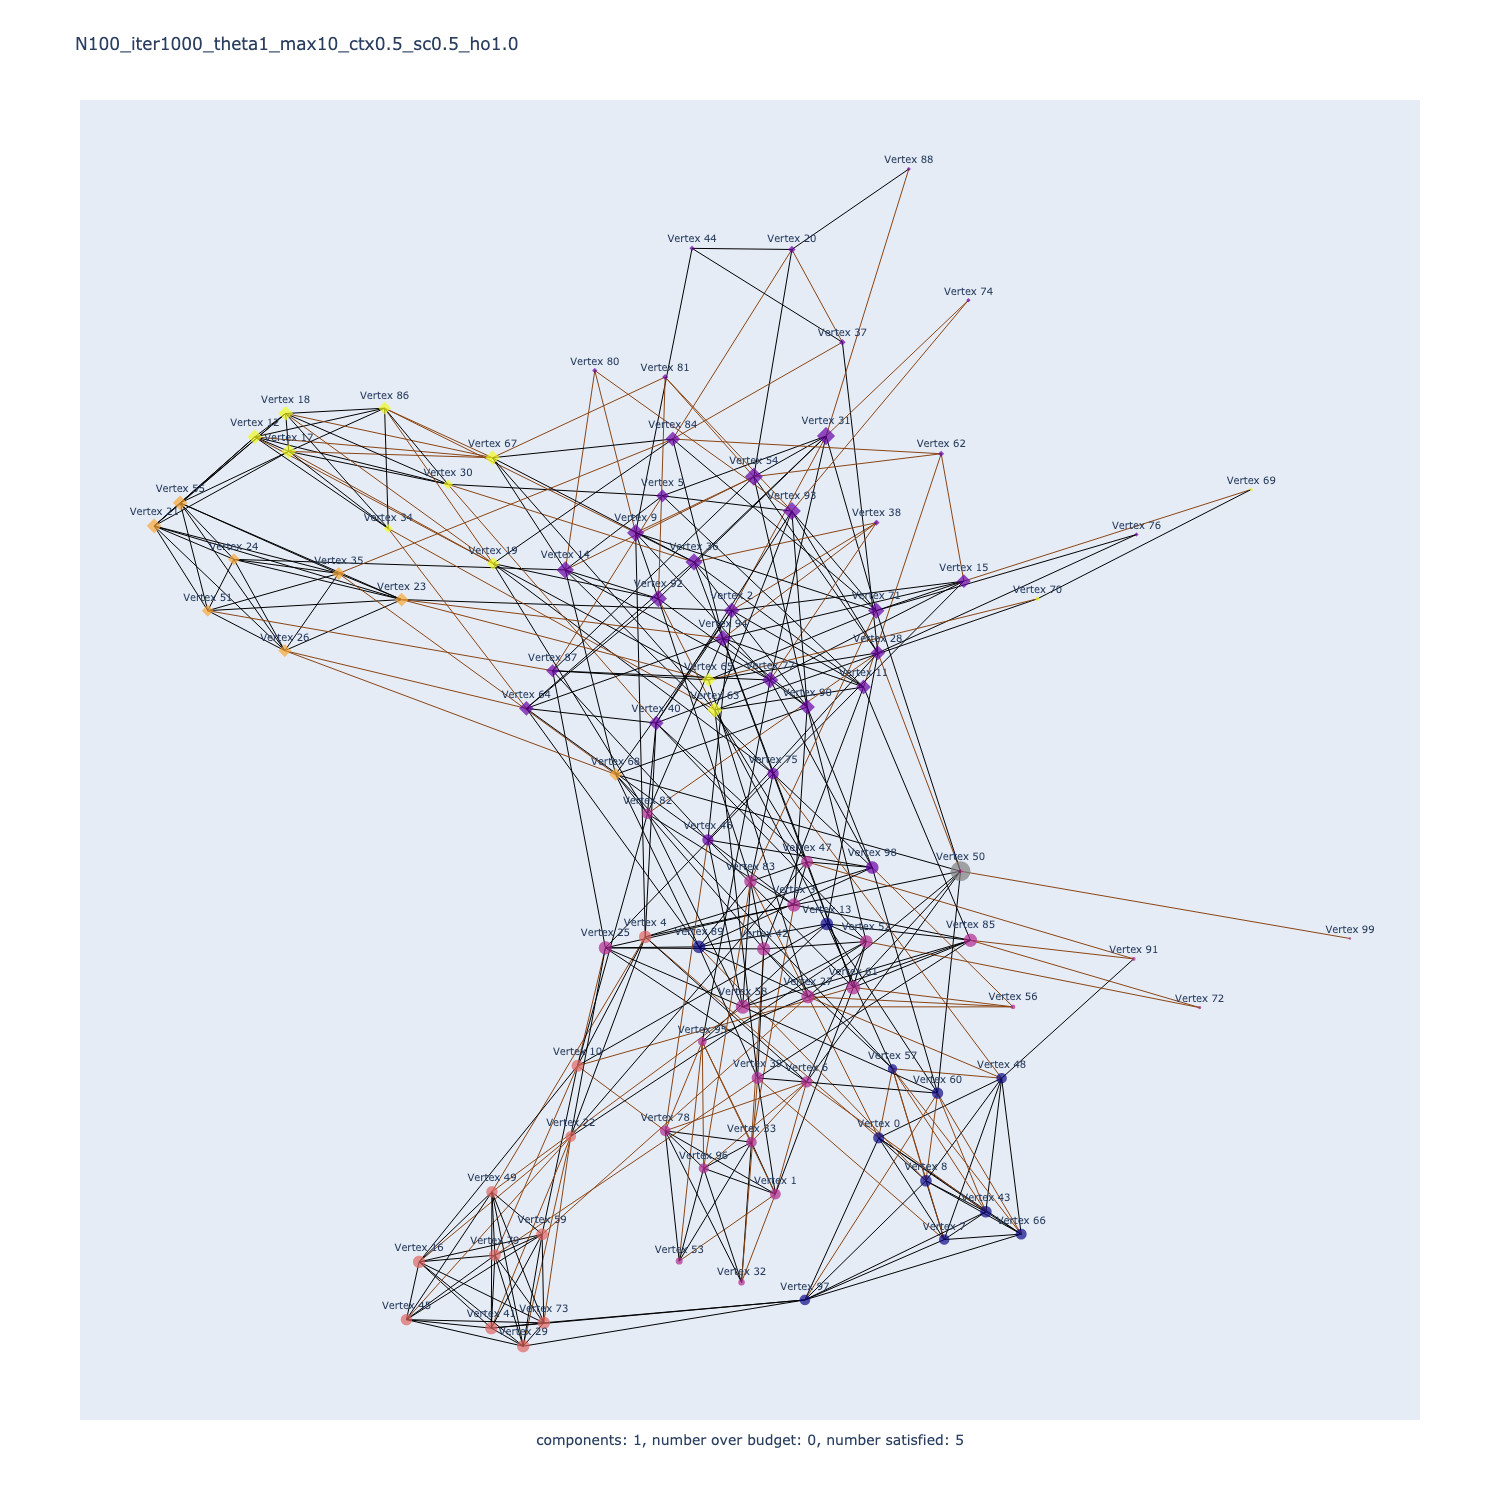 N100_iter1000_theta1_max10_ctx0.5_sc0.5_ho1.0
Vertex 88
Vertex 44
Vertex 20
Vertex 74
Vertex 37
Vertex 80
Vertex 81
Vertex 18
Vertex 86
Vertex 12
Vertex 17
Vertex 84
Vertex 31
Vertex 67
Vertex 62
Vertex 30
Vertex 54
Vertex 5
Vertex 69
Vertex 55
Vertex 21
Vertex 93
Vertex 34
Vertex 9
Vertex 38
Vertex 76
Vertex 24
Vertex 35
Vertex 19
Vertex 14
Vertex 36
Vertex 15
Vertex 51
Vertex 23
Vertex 92
Vertex 2
Vertex 71
Vertex 70
Vertex 26
Vertex 94
Vertex 28
Vertex 87
Vertex 65
Vertex 77
Vertex 11
Vertex 64
Vertex 63
Vertex 90
Vertex 40
Vertex 68
Vertex 75
Vertex 82
Vertex 46
Vertex 47
Vertex 98
Vertex 50
Vertex 83
Vertex 3
Vertex 13
Vertex 4
Vertex 25
Vertex 89
Vertex 42
Vertex 52
Vertex 85
Vertex 99
Vertex 91
Vertex 61
Vertex 27
Vertex 58
Vertex 56
Vertex 72
Vertex 95
Vertex 10
Vertex 39
Vertex 6
Vertex 57
Vertex 48
Vertex 60
Vertex 78
Vertex 22
Vertex 33
Vertex 0
Vertex 96
Vertex 8
Vertex 49
Vertex 1
Vertex 43
Vertex 59
Vertex 7
Vertex 66
Vertex 16
Vertex 79
Vertex 53
Vertex 32
Vertex 97
Vertex 45
Vertex 41
Vertex 73
Vertex 29
components: 1, number over budget: 0, number satisfied: 5